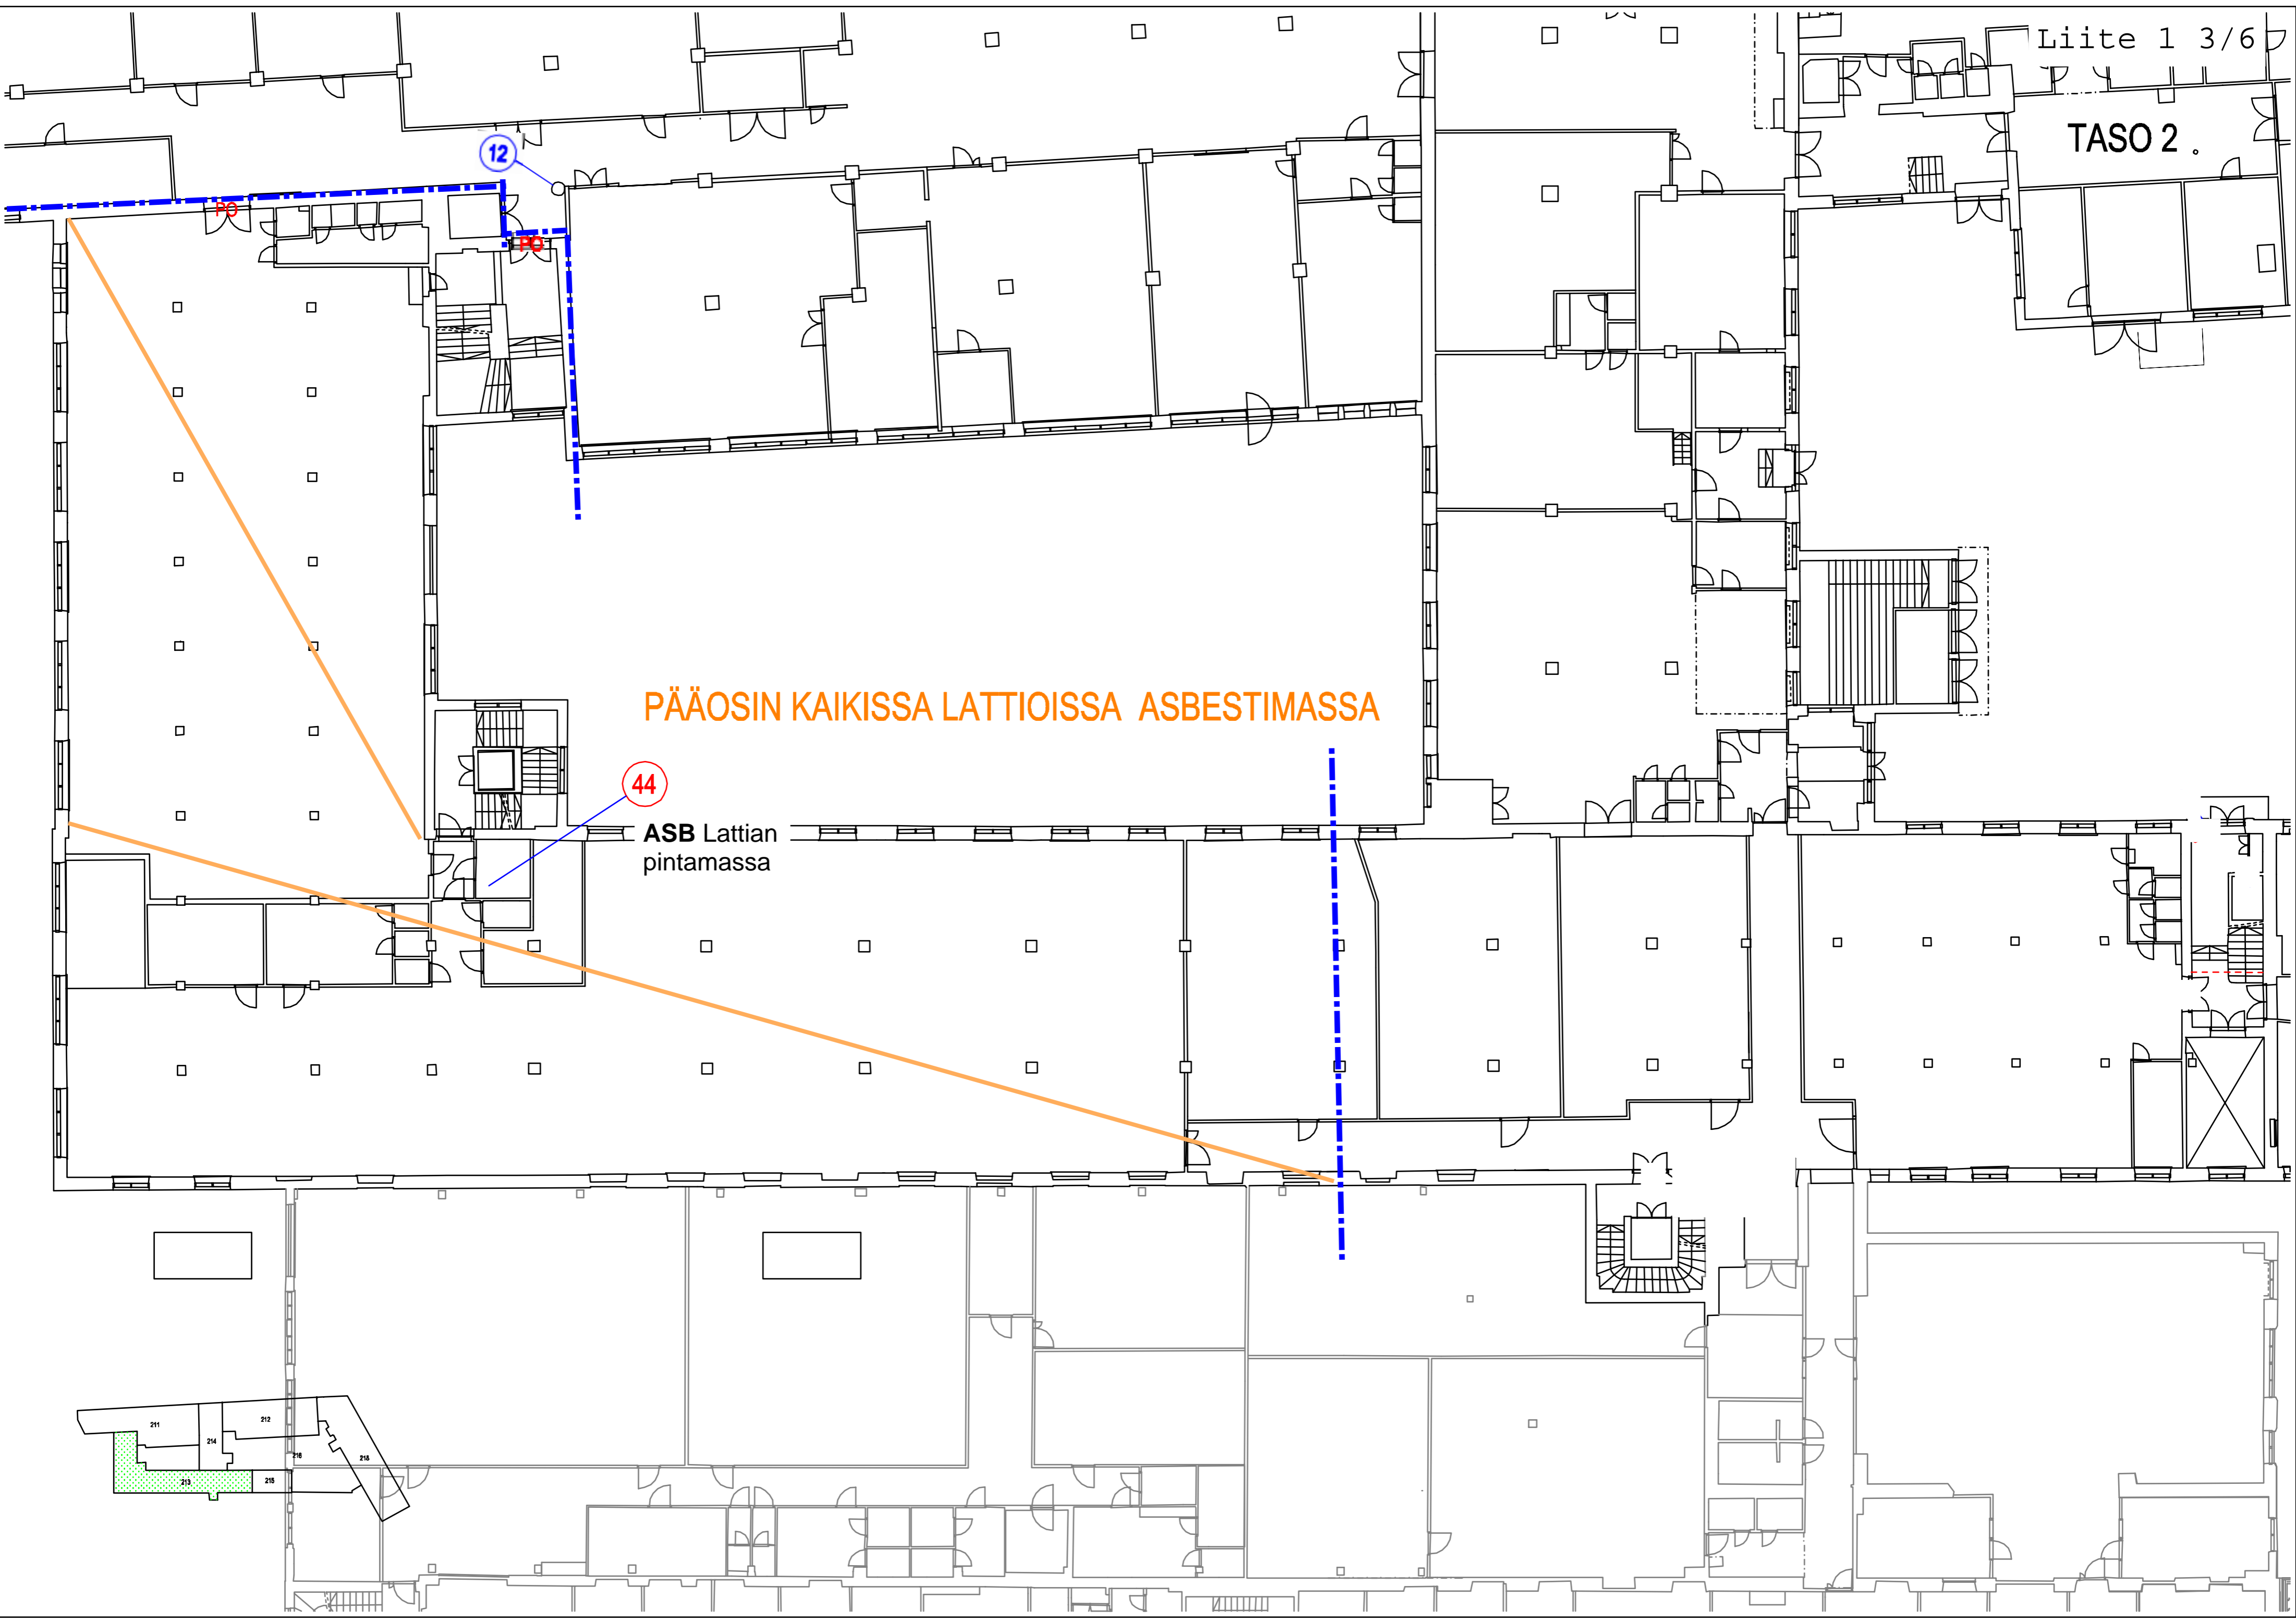 Liite 1 3/6
TASO 2
12
PO
PO
PÄÄOSIN KAIKISSA LATTIOISSA ASBESTIMASSA
44
ASB Lattian
pintamassa
211
212
214
216
218
213
215